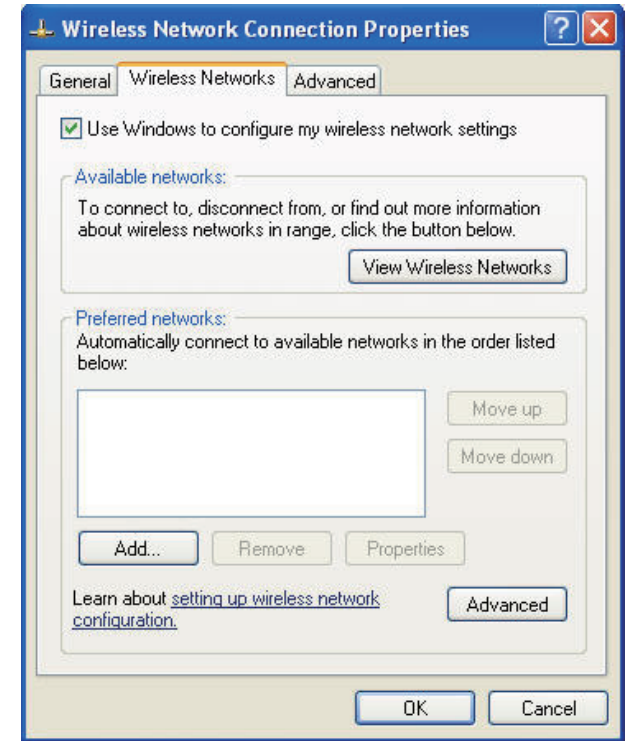 Wireless Network Connection Properties
General Wireless Networks Advanced
Use Windows to configure my wireless network settings
Available networks:
To connect to, disconnect from, or find out more information
about wireless networks in range, click the button below.
View Wireless Networks
Preferred networks:
Automatically connect to available networks in the order listed
below:
Move up
Move down
Add... Remove Properties
Learn about setting up wireless network
configuration.
Advanced
OK Cancel